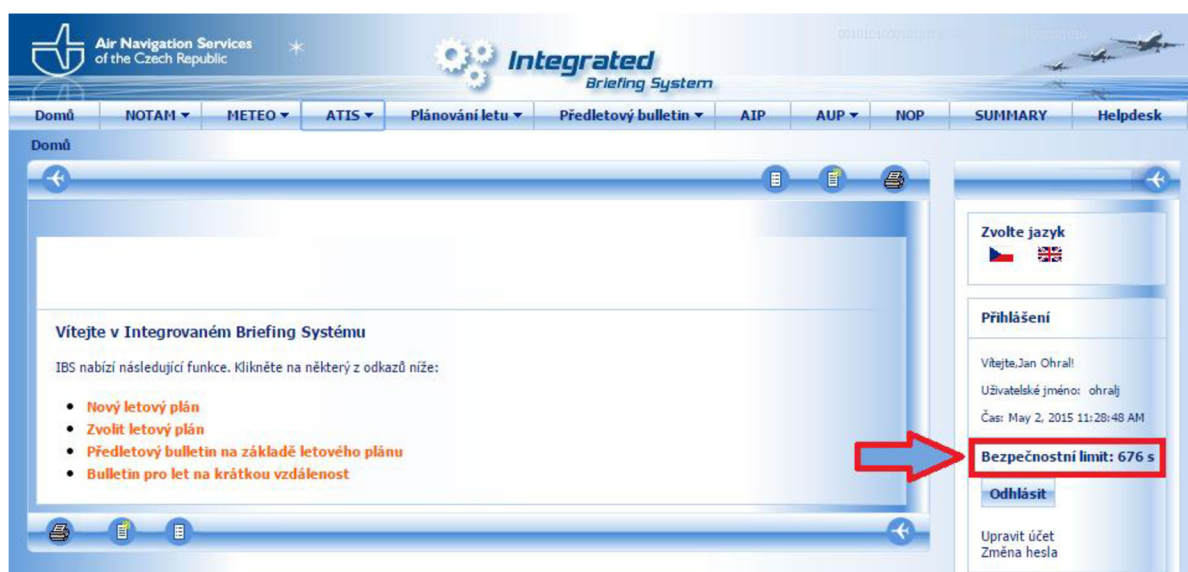 Air Navigation Services
of the Czech Republic
Integrated
Briefing System
Domů NOTAM METEO ATIS Plánování letu Předletový bulletin AIP AUP NOP SUMMARY Helpdesk
Domů
Vítejte v Integrovaném Briefing Systému
IBS nabízí následující funkce. Klikněte na některý z odkazů níže:
Nový letový plán
Zvolit letový plán
Předletový bulletin na základě letového plánu
Bulletin pro let na krátkou vzdálenost
Zvolte jazyk
Přihlášení
Vítejte,Jan Ohral!
Uživatelské jméno: ohralj
Čas: May 2, 2015 11:28:48 AM
Bezpečnostní limit: 676 s
Odhlásit
Upravit účet
Změna hesla